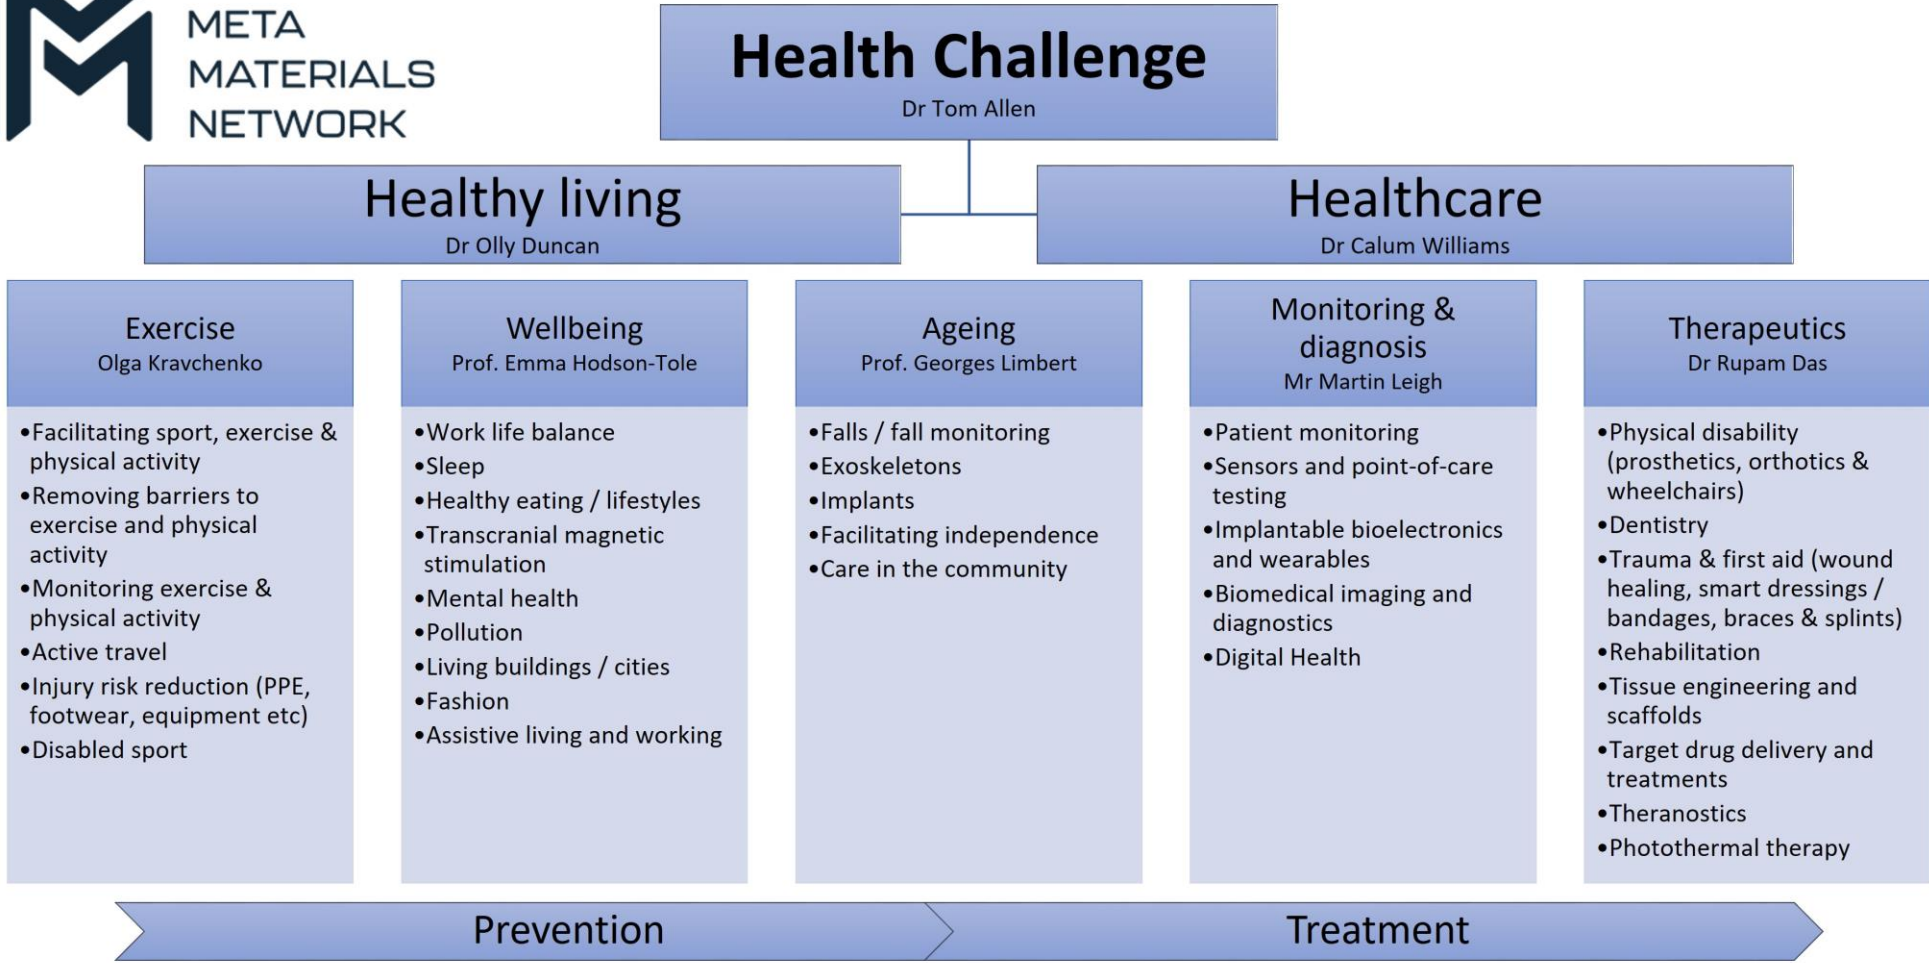 META
MATERIALS
NETWORK
Health Challenge
Dr Tom Allen
Healthy living
Dr Olly Duncan
Healthcare
Dr Calum Williams
Exercise
Olga Kravchenko
•Facilitating sport, exercise &
physical activity
•Removing barriers to
exercise and physical
activity
•Monitoring exercise &
physical activity
•Active travel
•Injury risk reduction (PPE,
footwear, equipment etc)
•Disabled sport
Wellbeing
Prof. Emma Hodson-Tole
•Work life balance
•Sleep
•Healthy eating / lifestyles
•Transcranial magnetic
stimulation
•Mental health
•Pollution
•Living buildings / cities
•Fashion
•Assistive living and working
Ageing
Prof. Georges Limbert
•Falls / fall monitoring
•Exoskeletons
•Implants
•Facilitating independence
•Care in the community
Monitoring &
diagnosis
Mr Martin Leigh
•Patient monitoring
•Sensors and point-of-care
testing
•Implantable bioelectronics
and wearables
•Biomedical imaging and
diagnostics
•Digital Health
Therapeutics
Dr Rupam Das
•Physical disability
(prosthetics, orthotics &
wheelchairs)
•Dentistry
•Trauma & first aid (wound
healing, smart dressings /
bandages, braces & splints)
•Rehabilitation
•Tissue engineering and
scaffolds
•Target drug delivery and
treatments
•Theranostics
•Photothermal therapy
Prevention
Treatment